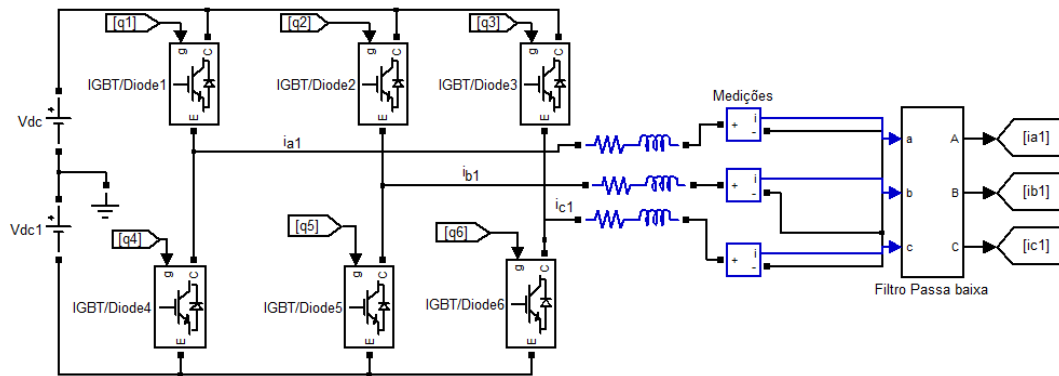 [q1]
[q2]
[q3]
g
C
g
C
g
C
IGBT/Diode1
IGBT/Diode2
IGBT/Diode3
E
E
E
Medições
+
i
-
Vdc
+
ia1
a
A
[ia1]
ib1
+
i
-
b
B
[ib1]
Vdc1
+
ic1
[q4]
[q5]
[q6]
+
i
-
c
C
[ic1]
g
C
g
C
g
C
IGBT/Diode4
IGBT/Diode5
IGBT/Diode6
E
E
E
Filtro Passa baixa